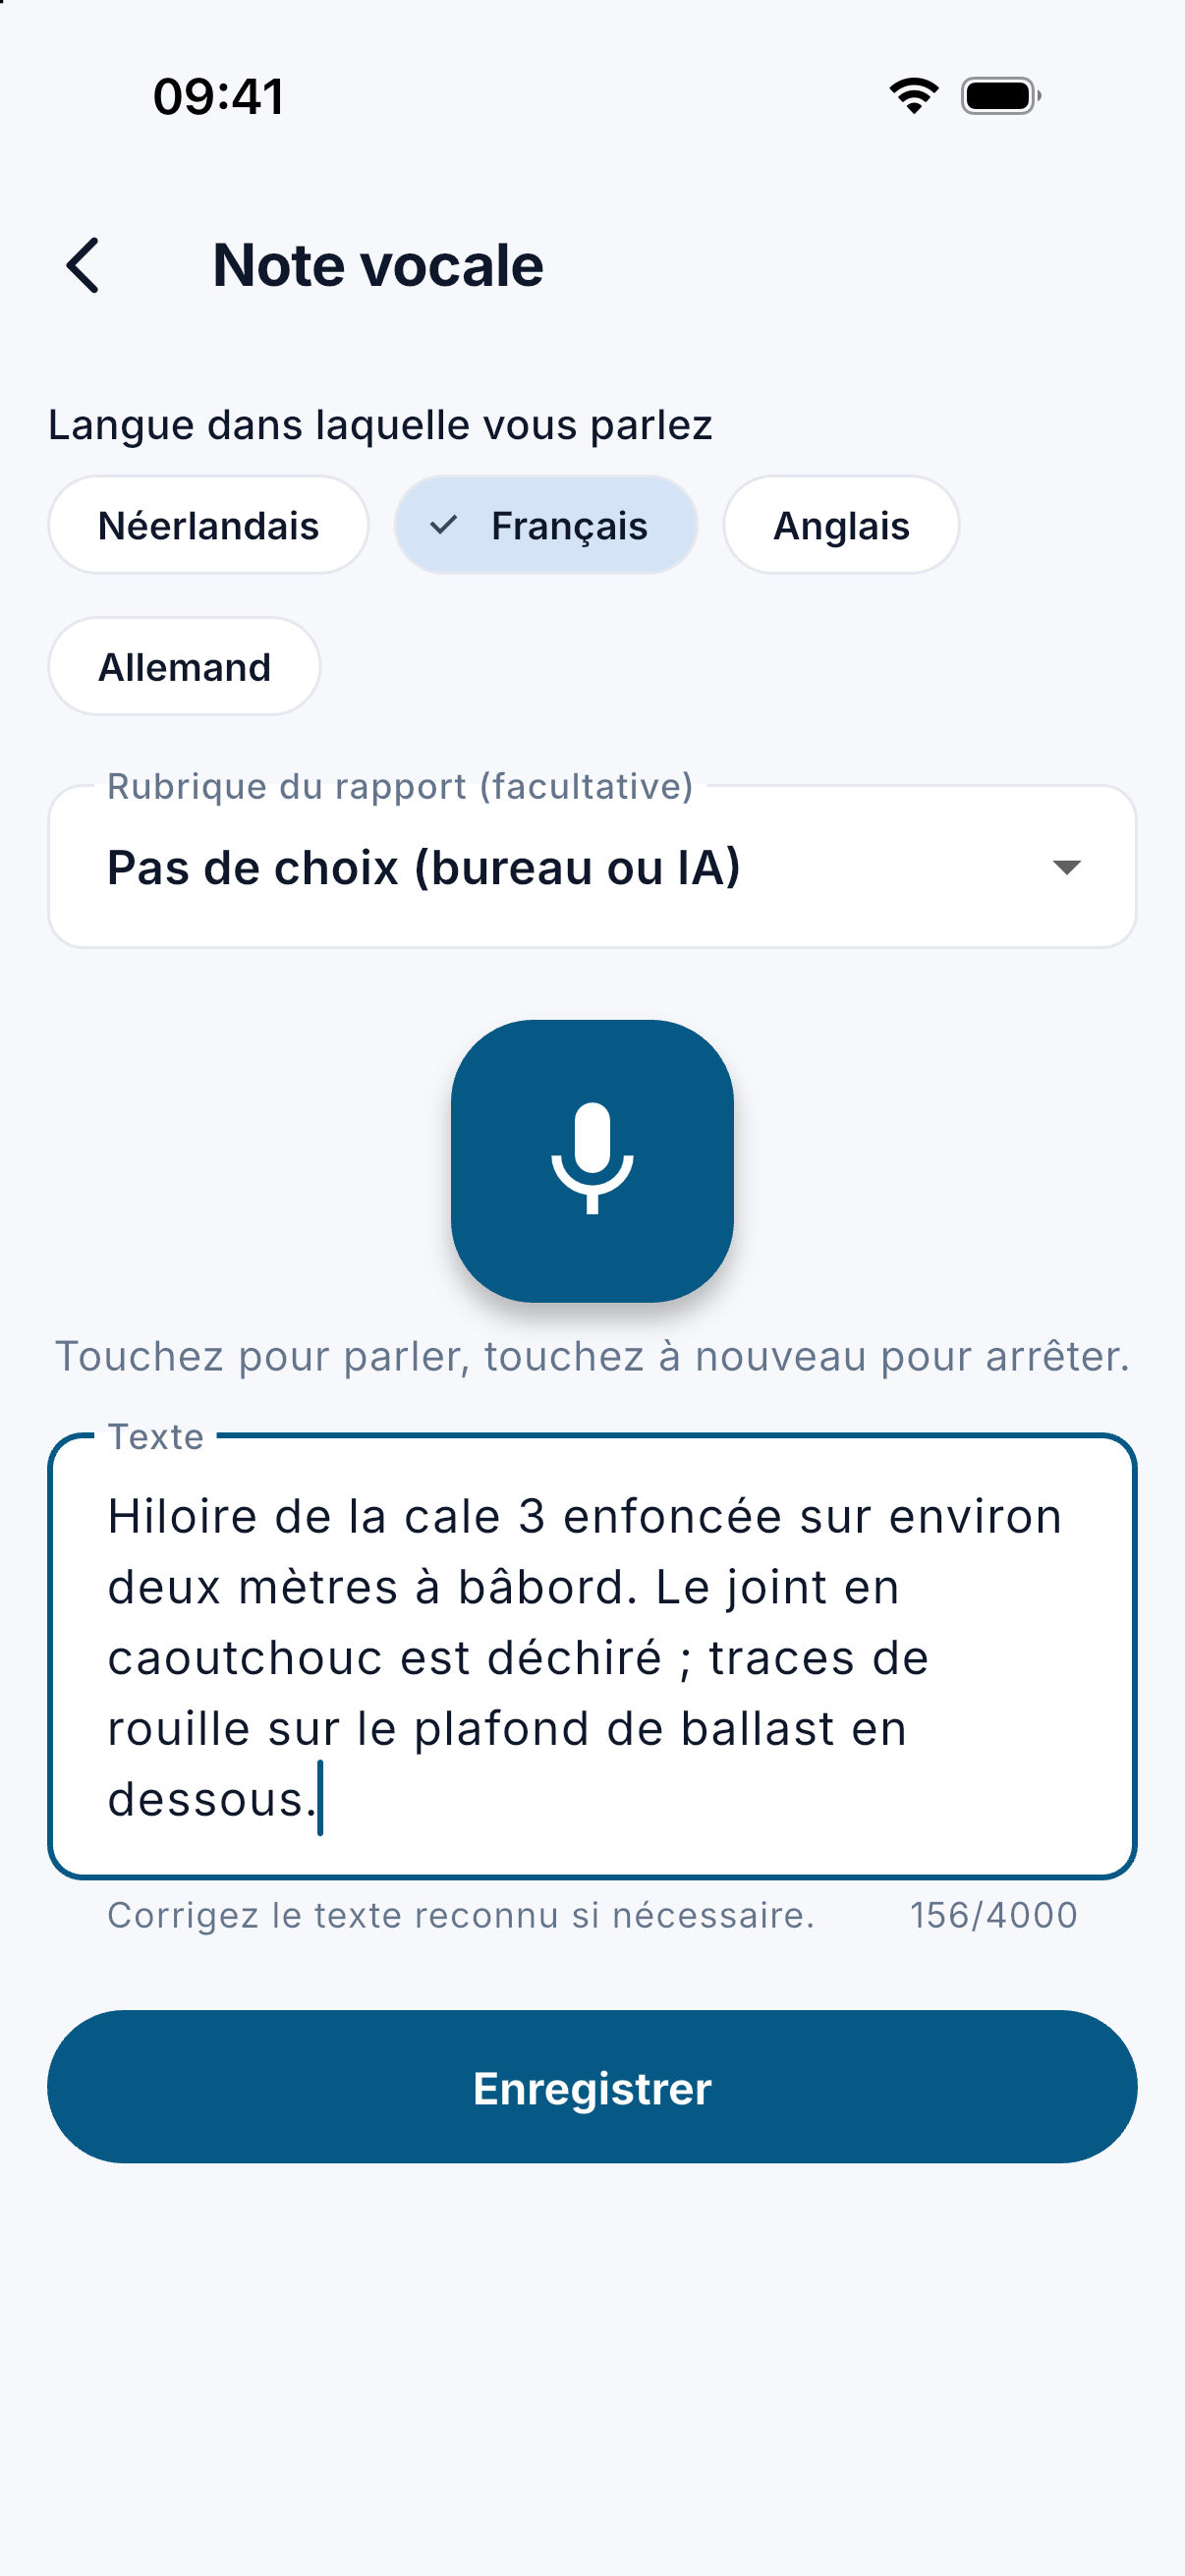 09:41
Note vocale
Langue dans laquelle vous parlez
Néerlandais
Français
Anglais
Allemand
Rubrique du rapport (facultative)
Pas de choix (bureau ou IA)
Touchez pour parler, touchez à nouveau pour arrêter.
Texte
Hiloire de la cale 3 enfoncée sur environ
deux mètres à bâbord. Le joint en
caoutchouc est déchiré ; traces de
rouille sur le plafond de ballast en
dessous.
Corrigez le texte reconnu si nécessaire.
156/4000
Enregistrer